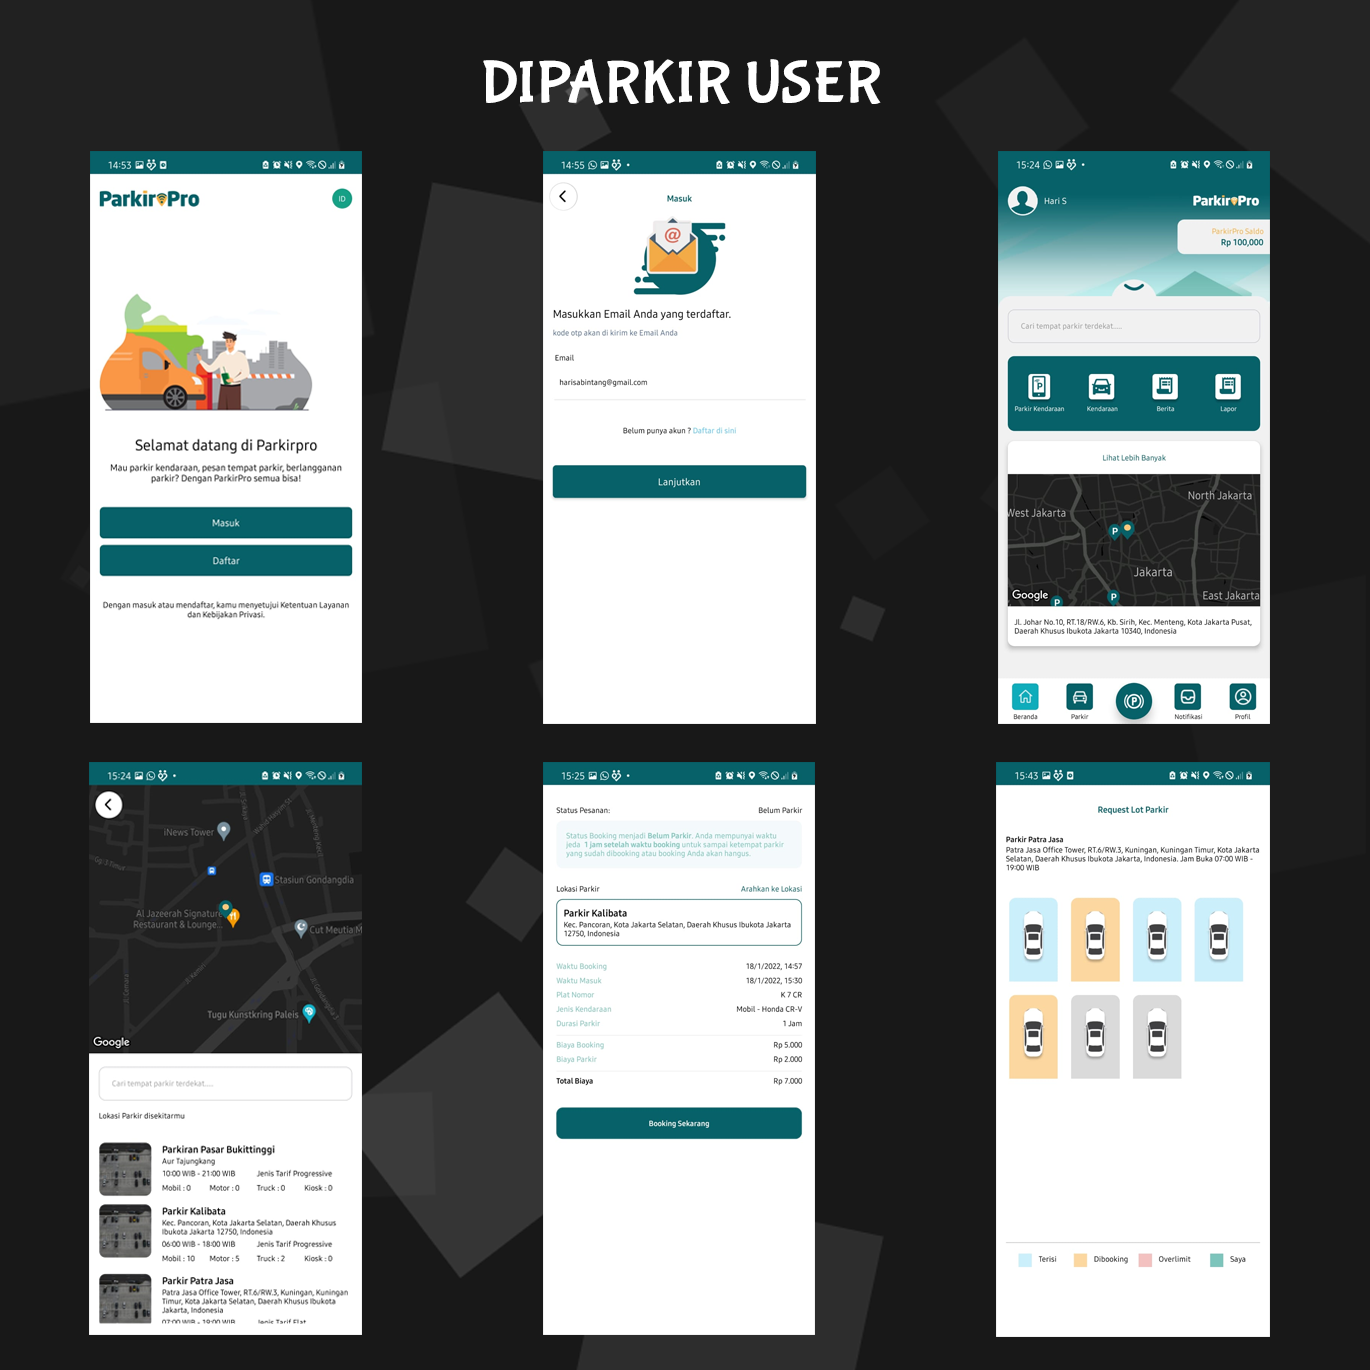 DIPARKIR USER
14:53
ParkirPro
ID
Selamat datang di Parkirpro
Mau parkir kendaraan, pesan tempat parkir, berlangganan
parkir? Dengan ParkirPro semua bisa!
Masuk
Daftar
Dengan masuk atau mendaftar, kamu menyetujui Ketentuan Layanan
dan Kebijakan Privasi.
14:55
Masuk
@
Masukkan Email Anda yang terdaftar.
kode otp akan di kirim ke Email Anda
Email
harisabintang@gmail.com
Belum punya akun ? Daftar di sini
Lanjutkan
15:24
Hari S
ParkirPro
ParkirPro Saldo
Rp 100,000
Cari tempat parkir terdekat.....
Parkir Kendaraan Kendaraan Berita Lapor
Lihat Lebih Banyak
North Jakarta
West Jakarta
P
Jakarta
East Jakarta
Google
P P
Jl. Johar No.10, RT.18/RW.6, Kb. Sirih, Kec. Menteng, Kota Jakarta Pusat,
Daerah Khusus Ibukota Jakarta 10340, Indonesia
Beranda Parkir P Notifikasi Profil
15:24
iNews Tower
Stasiun Gondangdia
Al Jazeerah Signature
Restaurant & Lounge...
Cut Meutia M
Tugu Kunstkring Paleis
Google
Cari tempat parkir terdekat.....
Lokasi Parkir disekitarmu
Parkiran Pasar Bukittinggi
Aur Tajungkang
10:00 WIB - 21:00 WIB Jenis Tarif Progressive
Mobil : 0 Motor : 0 Truck : 0 Kiosk : 0
Parkir Kalibata
Kec. Pancoran, Kota Jakarta Selatan, Daerah Khusus
Ibukota Jakarta 12750, Indonesia
06:00 WIB - 18:00 WIB Jenis Tarif Progressive
Mobil : 10 Motor : 5 Truck : 2 Kiosk : 0
Parkir Patra Jasa
Patra Jasa Office Tower, RT.6/RW.3, Kuningan, Kuningan
Timur, Kota Jakarta Selatan, Daerah Khusus Ibukota
Jakarta, Indonesia
07:00 WIB - 19:00 WIB Jenis Tarif Flat
15:25
Status Pesanan: Belum Parkir
Status Booking menjadi Belum Parkir. Anda mempunyai waktu
jeda 1 jam setelah waktu booking untuk sampai ketempat parkir
yang sudah dibooking atau booking Anda akan hangus.
Lokasi Parkir Arahkan ke Lokasi
Parkir Kalibata
Kec. Pancoran, Kota Jakarta Selatan, Daerah Khusus Ibukota Jakarta
12750, Indonesia
Waktu Booking 18/1/2022, 14:57
Waktu Masuk 18/1/2022, 15:30
Plat Nomor K 7 CR
Jenis Kendaraan Mobil - Honda CR-V
Durasi Parkir 1 Jam
Biaya Booking Rp 5.000
Biaya Parkir Rp 2.000
Total Biaya Rp 7.000
Booking Sekarang
15:43
Request Lot Parkir
Parkir Patra Jasa
Patra Jasa Office Tower, RT.6/RW.3, Kuningan, Kuningan Timur, Kota Jakarta
Selatan, Daerah Khusus Ibukota Jakarta, Indonesia. Jam Buka 07:00 WIB -
19:00 WIB
Terisi Dibooking Overlimit Saya